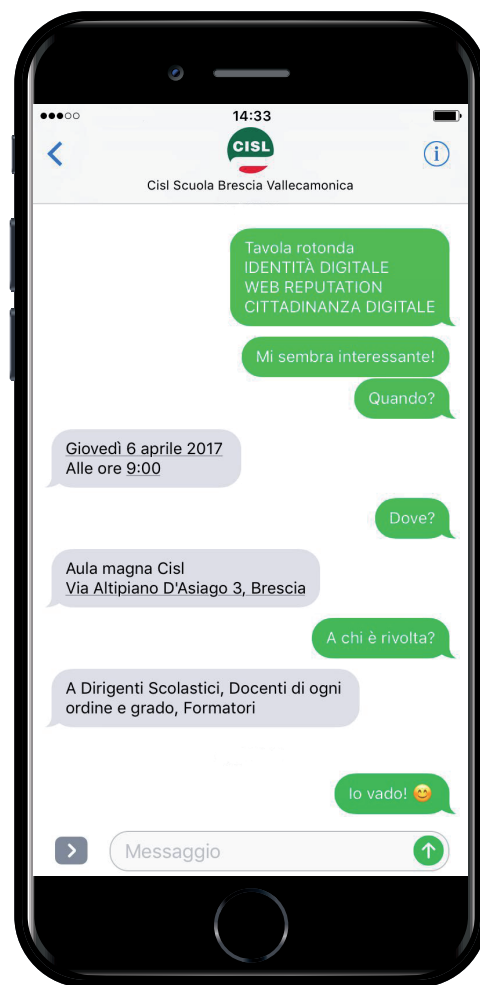 14:33
CISL
Cisl Scuola Brescia Vallecamonica
Tavola rotonda
IDENTITÀ DIGITALE
WEB REPUTATION
CITTADINANZA DIGITALE
Mi sembra interessante!
Quando?
Giovedì 6 aprile 2017
Alle ore 9:00
Dove?
Aula magna Cisl
Via Altipiano D'Asiago 3, Brescia
A chi è rivolta?
A Dirigenti Scolastici, Docenti di ogni
ordine e grado, Formatori
Io vado! 😊
Messaggio